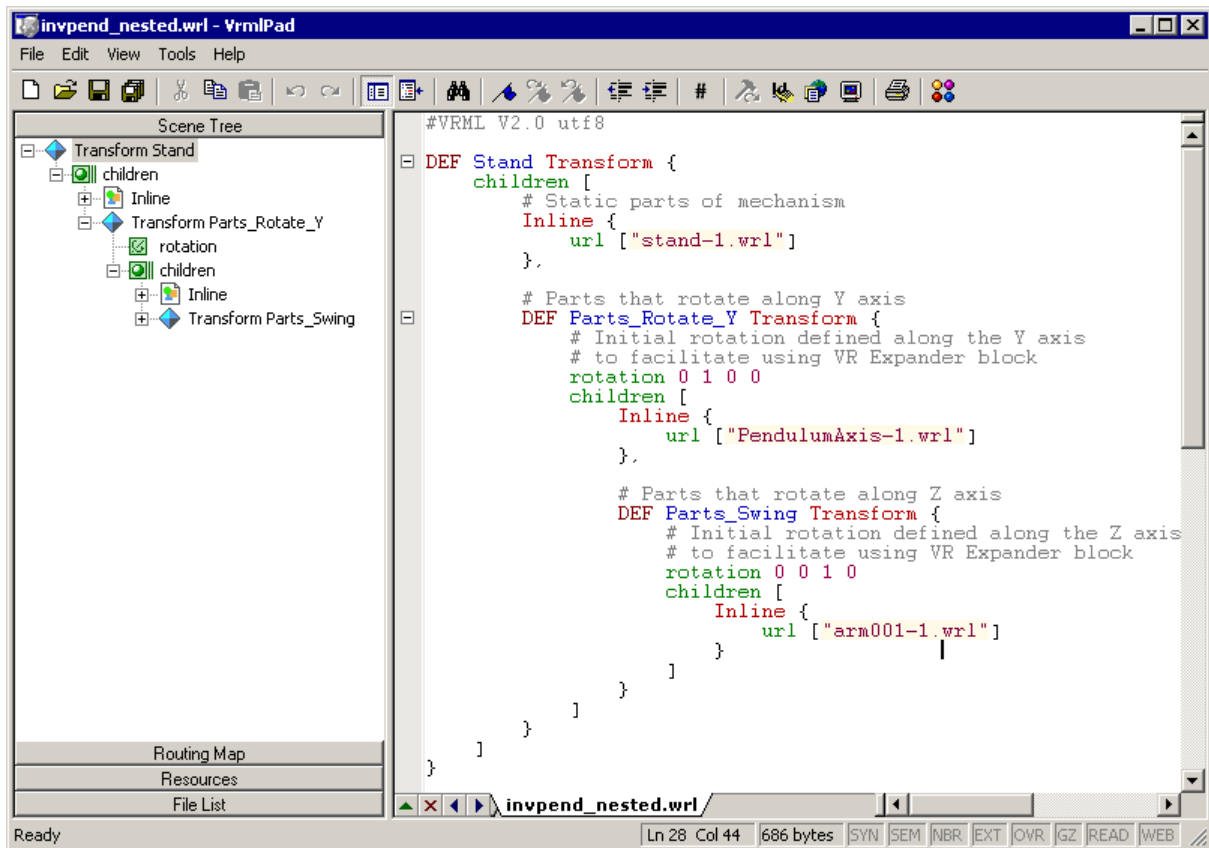 invpend_nested.wrl - VrmlPad
File Edit View Tools Help
#
Scene Tree
Transform Stand
children
Inline
Transform Parts_Rotate_Y
rotation
children
Inline
Transform Parts_Swing
Routing Map
Resources
File List
#VRML V2.0 utf8
DEF Stand Transform {
children [
# Static parts of mechanism
Inline {
url ["stand-1.wrl"]
},
# Parts that rotate along Y axis
DEF Parts_Rotate_Y Transform {
# Initial rotation defined along the Y axis
# to facilitate using VR Expander block
rotation 0 1 0 0
children [
Inline {
url ["PendulumAxis-1.wrl"]
},
# Parts that rotate along Z axis
DEF Parts_Swing Transform {
# Initial rotation defined along the Z axis
# to facilitate using VR Expander block
rotation 0 0 1 0
children [
Inline {
url ["arm001-1.wrl"]
}
]
}
]
}
]
}
invpend_nested.wrl
Ready Ln 28 Col 44 686 bytes SYN SEM NBR EXT OVR GZ READ WEB